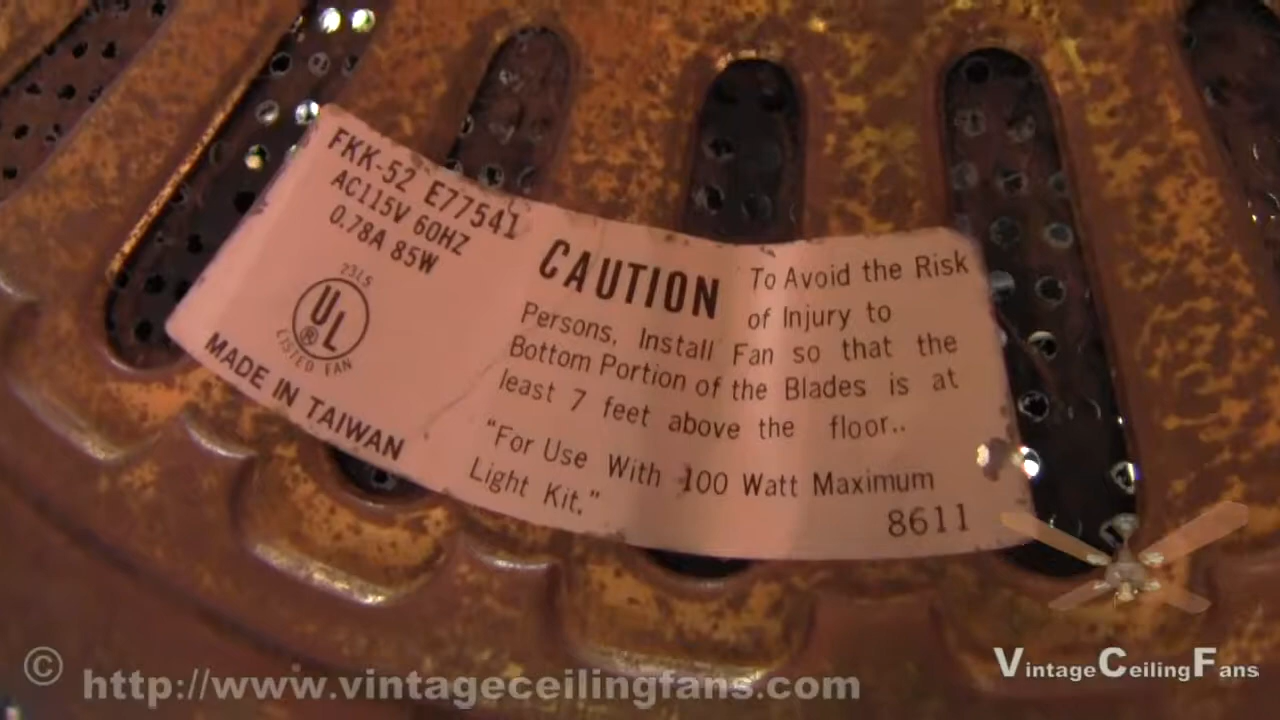 FKK-52 E77541
AC115V 60HZ
0.78A 85W
23L5
UL
®
LISTED FAN
MADE IN TAIWAN
CAUTION To Avoid the Risk
of Injury to
Persons, Install Fan so that the
Bottom Portion of the Blades is at
least 7 feet above the floor..
"For Use With 100 Watt Maximum
Light Kit."
8611
© http://www.vintageceilingfans.com
VintageCeilingFans